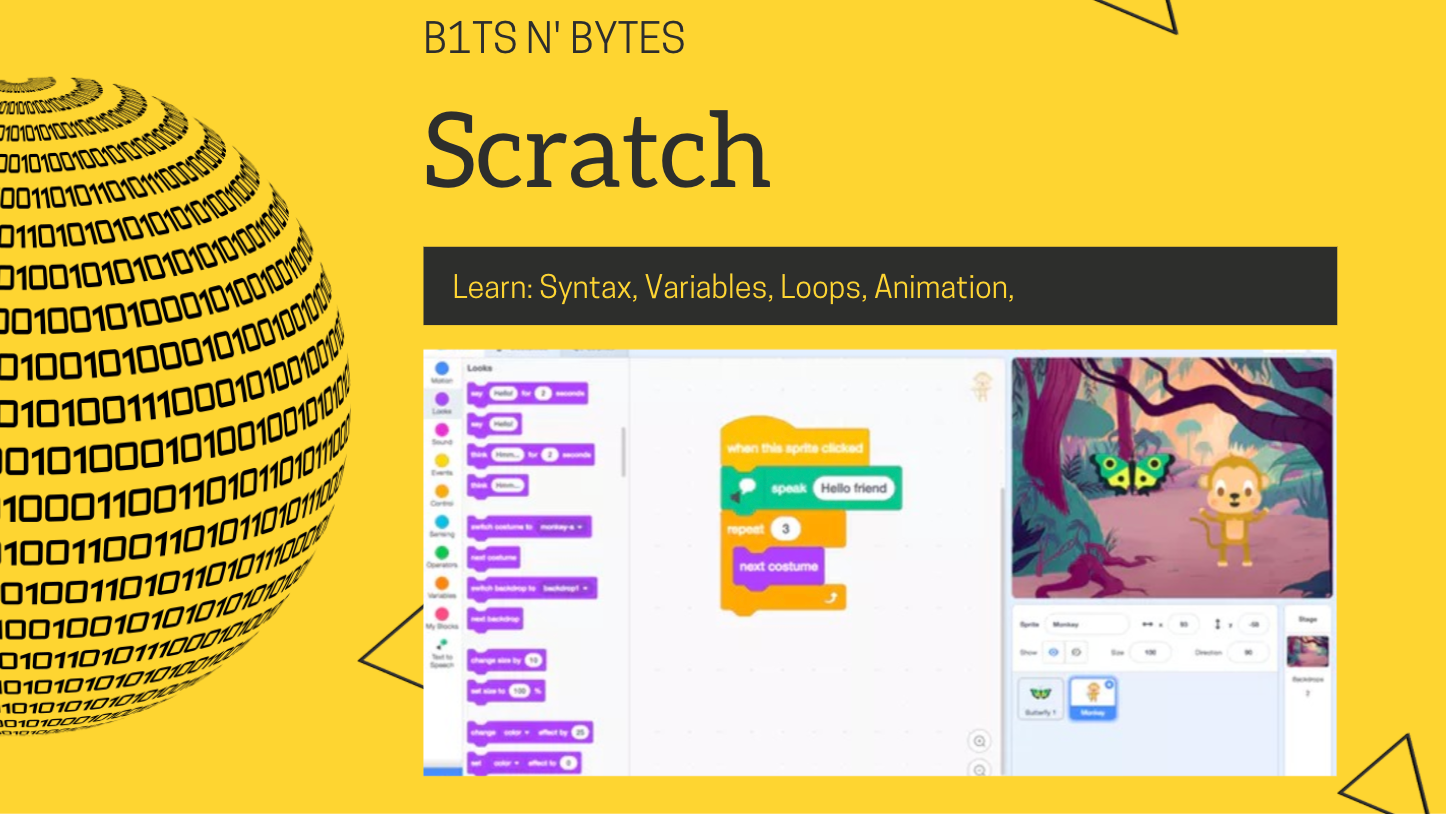 B1TS N' BYTES
Scratch
Learn: Syntax, Variables, Loops, Animation,
Motion
Looks
Sound
Events
Control
Sensing
Operators
Variables
My Blocks
Text to
Speech
Looks
say Hello! for 2 seconds
say Hello!
think Hmm... for 2 seconds
think Hmm...
switch costume to monkey-a
next costume
switch backdrop to backdrop1
next backdrop
change size by 10
set size to 100 %
change color effect by 25
set color effect to 0
when this sprite clicked
speak Hello friend
repeat 3
next costume
Sprite Monkey x 93 y -58
Show Size 100 Direction 90
Butterfly 1
Monkey
Stage
Backdrops
2